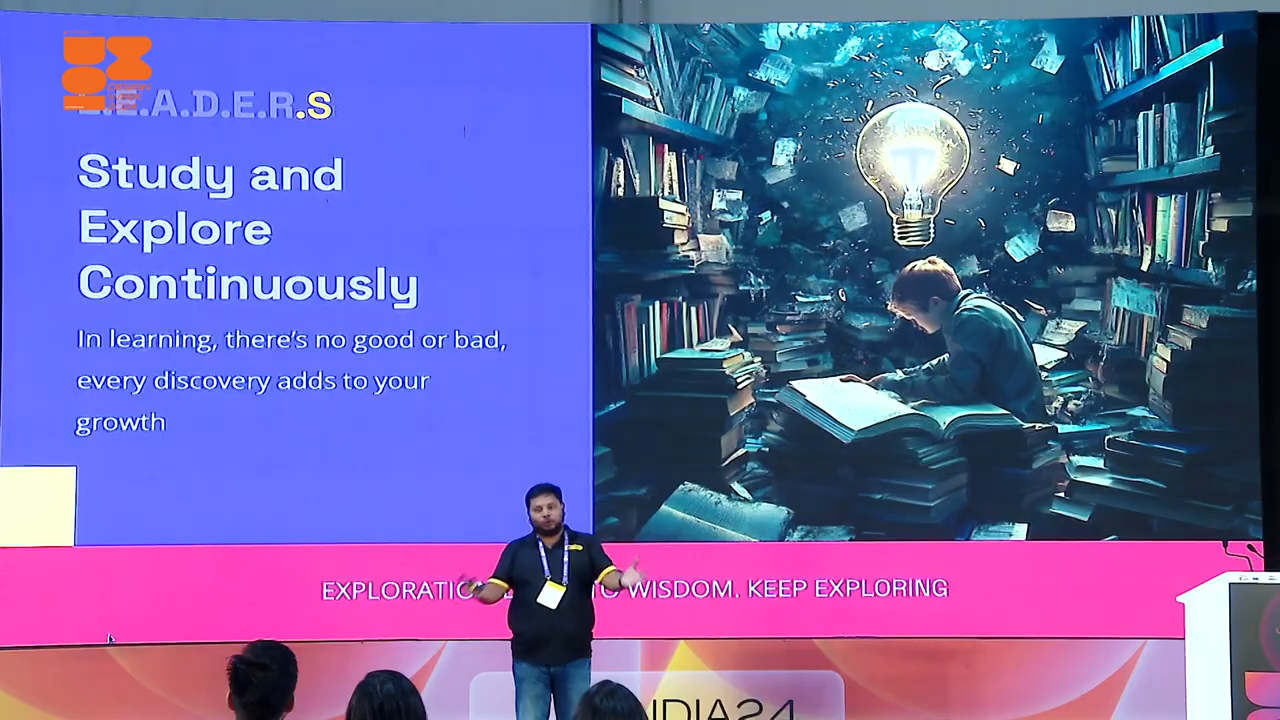 L.E.A.D.E.R.S
Study and
Explore
Continuously
In learning, there's no good or bad,
every discovery adds to your
growth
TO WISDOM. KEEP EXPLORING